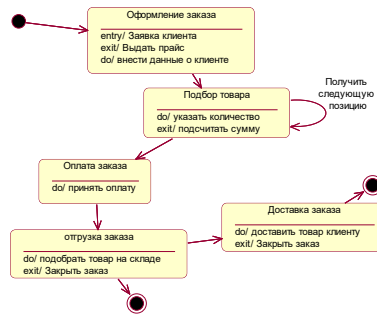 Оформление заказа
entry/ Заявка клиента
exit/ Выдать прайс
do/ внести данные о клиенте
Подбор товара
do/ указать количество
exit/ подсчитать сумму
Получить
следующую
позицию
Оплата заказа
do/ принять оплату
Доставка заказа
do/ доставить товар клиенту
exit/ Закрыть заказ
отгрузка заказа
do/ подобрать товар на складе
exit/ Закрыть заказ